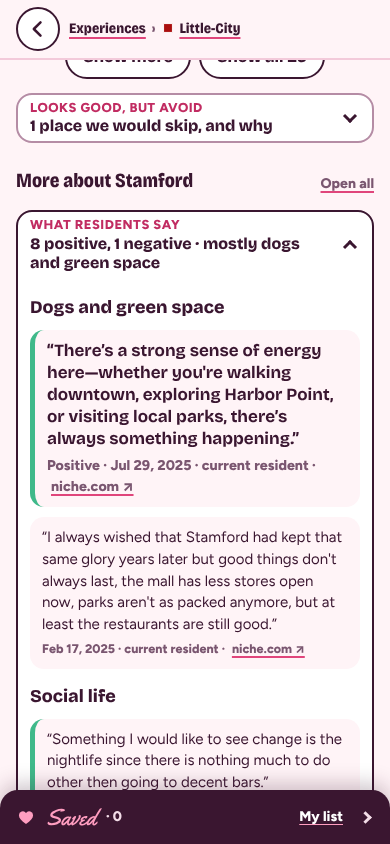 Experiences › Little-City
Show more Show all 25
LOOKS GOOD, BUT AVOID
1 place we would skip, and why
More about Stamford
Open all
WHAT RESIDENTS SAY
8 positive, 1 negative · mostly dogs
and green space
Dogs and green space
“There’s a strong sense of energy
here—whether you're walking
downtown, exploring Harbor Point,
or visiting local parks, there’s
always something happening.”
Positive · Jul 29, 2025 · current resident ·
niche.com ↗
“I always wished that Stamford had kept that
same glory years later but good things don't
always last, the mall has less stores open
now, parks aren't as packed anymore, but at
least the restaurants are still good.”
Feb 17, 2025 · current resident · niche.com ↗
Social life
“Something I would like to see change is the
nightlife since there is nothing much to do
other then going to decent bars.”
Saved · 0
My list